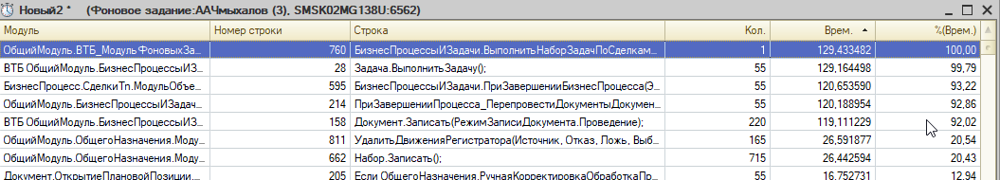 Новый2 * (Фоновое задание:ААЧмыхалов (3), SMSK02MG138U:6562)
Модуль Номер строки Строка Кол. Врем. %(Врем.)
ОбщийМодуль.ВТБ_МодульФоновыхЗа... 760 БизнесПроцессыИЗадачи.ВыполнитьНаборЗадачПоСделкам... 1 129,433482 100,00
ВТБ ОбщийМодуль.БизнесПроцессыИЗ... 28 Задача.ВыполнитьЗадачу(); 55 129,164498 99,79
БизнесПроцесс.СделкиТп.МодульОбъе... 595 БизнесПроцессыИЗадачи.ПриЗавершенииБизнесПроцесса(Э... 55 120,653590 93,22
ОбщийМодуль.БизнесПроцессыИЗадач... 214 ПриЗавершенииПроцесса_ПерепровестиДокументыДокумен... 55 120,188954 92,86
ВТБ ОбщийМодуль.БизнесПроцессыИЗ... 158 Документ.Записать(РежимЗаписиДокумента.Проведение); 220 119,111229 92,02
ОбщийМодуль.ОбщегоНазначения.Моду... 811 УдалитьДвиженияРегистратора(Источник, Отказ, Ложь, Выб... 165 26,591877 20,54
ОбщийМодуль.ОбщегоНазначения.Моду... 662 Набор.Записать(); 715 26,442594 20,43
Документ.ОткрытиеПлановойПозиции.... 205 Если ОбщегоНазначения.РучнаяКорректировкаОбработкаПр... 55 16,752731 12,94